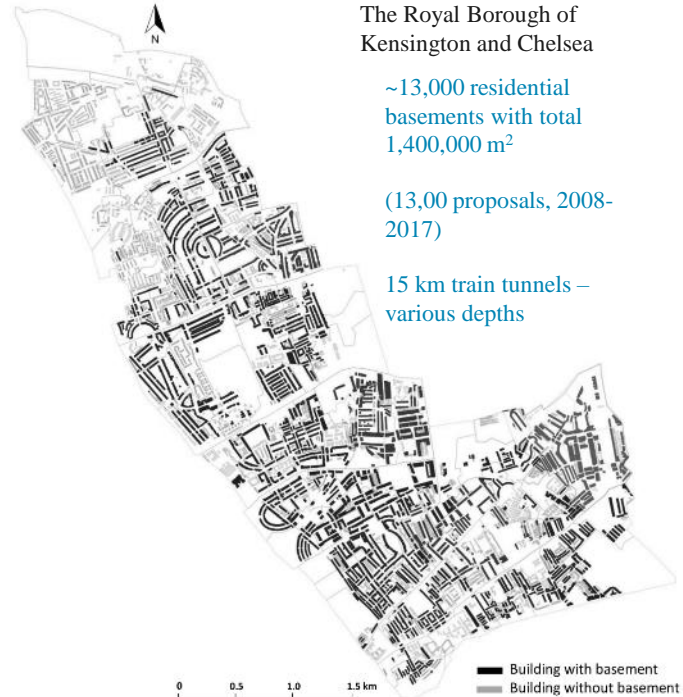 N
The Royal Borough of
Kensington and Chelsea
~13,000 residential
basements with total
1,400,000 m²
(13,00 proposals, 2008-
2017)
15 km train tunnels –
various depths
0 0.5 1.0 1.5 km
Building with basement
Building without basement